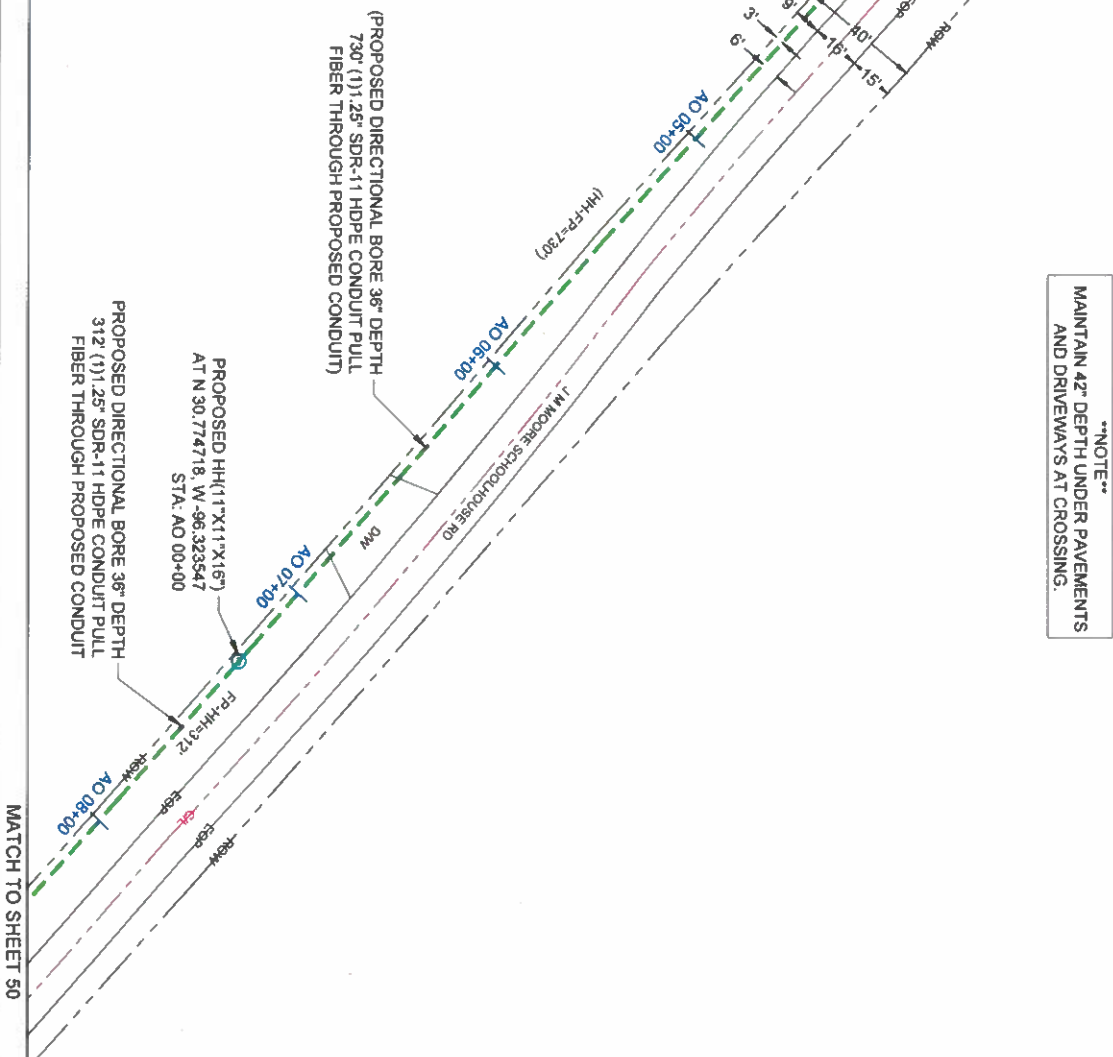 **NOTE**
MAINTAIN 42" DEPTH UNDER PAVEMENTS
AND DRIVEWAYS AT CROSSING.
ROW
EOP
40'
16'
15'
9'
3'
6'
AO 05+00
(HH-FP=730')
(PROPOSED DIRECTIONAL BORE 36" DEPTH
730' (1)1.25" SDR-11 HDPE CONDUIT PULL
FIBER THROUGH PROPOSED CONDUIT)
AO 06+00
J M MOORE SCHOOLHOUSE RD
D/W
AO 07+00
PROPOSED HH(11"X11"X16")
AT N 30.774718, W -96.323547
STA: AO 00+00
FP-HH=312'
PROPOSED DIRECTIONAL BORE 36" DEPTH
312' (1)1.25" SDR-11 HDPE CONDUIT PULL
FIBER THROUGH PROPOSED CONDUIT
ROW
AO 08+00
EOP
C/L
EOP
ROW
MATCH TO SHEET 50